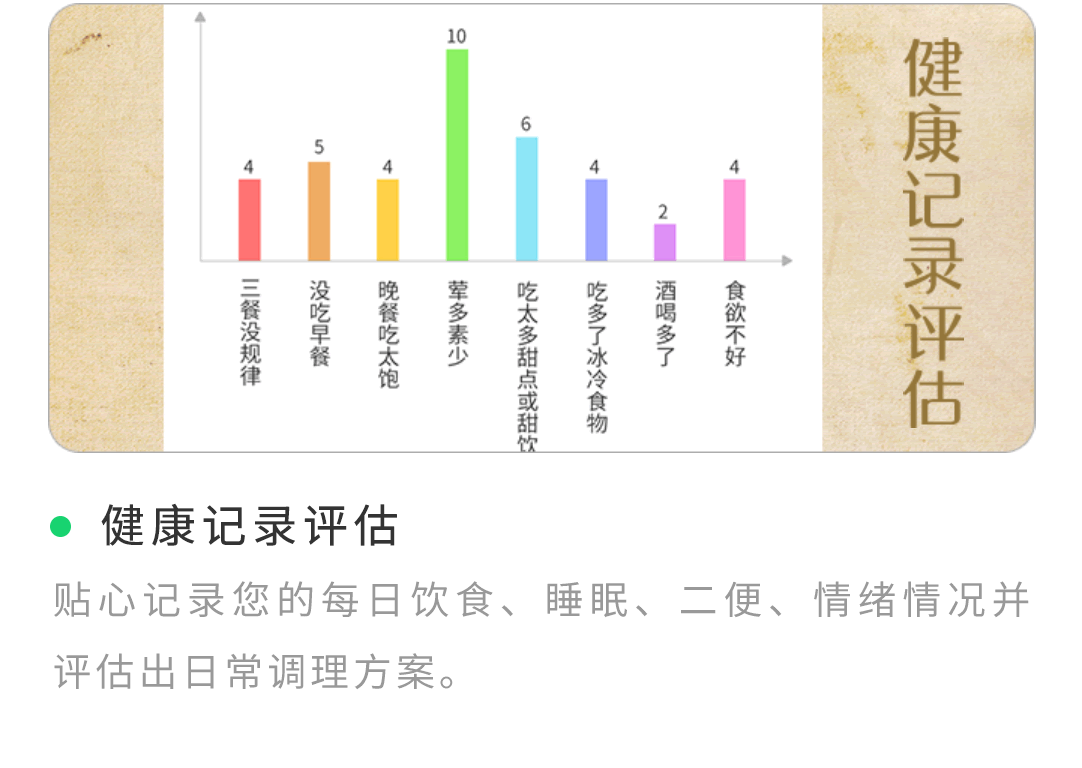 10
6
5
4
4
4
4
2
三餐没规律
没吃早餐
晚餐吃太饱
荤多素少
吃太多甜点或甜饮
吃多了冰冷食物
酒喝多了
食欲不好
健康记录评估
健康记录评估
贴心记录您的每日饮食、睡眠、二便、情绪情况并
评估出日常调理方案。